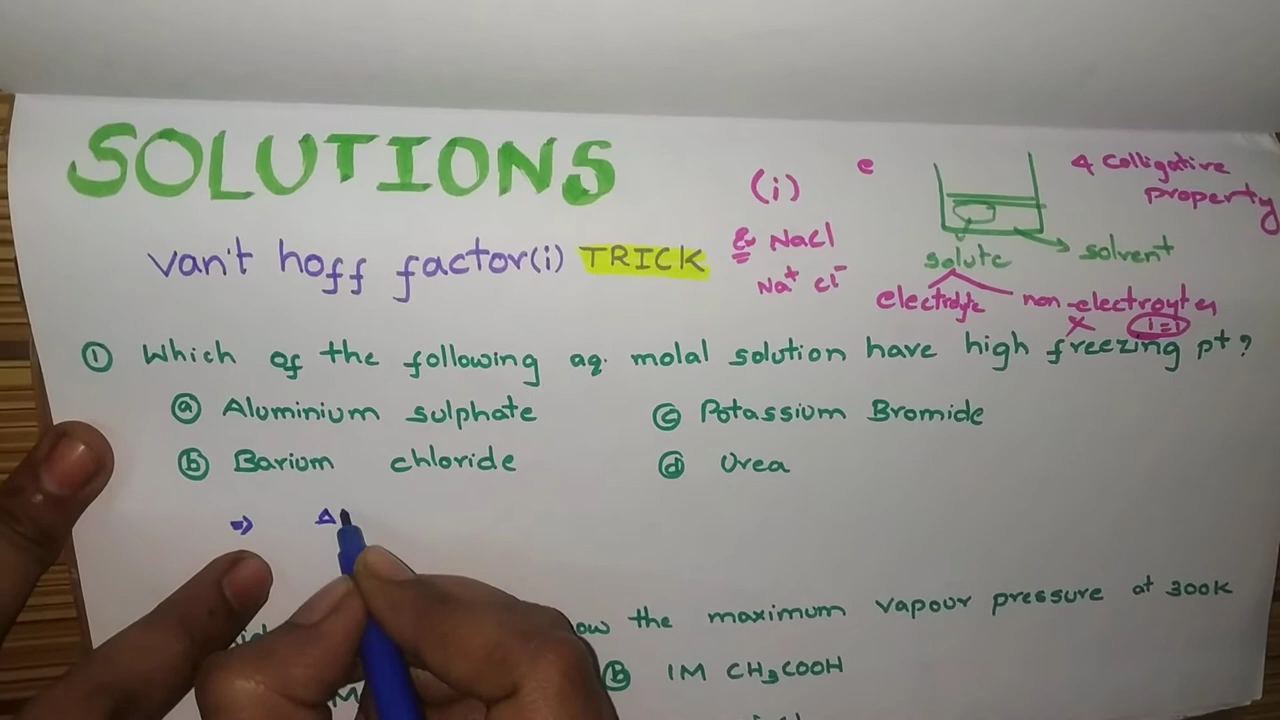 SOLUTIONS
Van't hoff factor(i) TRICK
(i)
Ex NaCl
Na+ Cl-
e
4 Colligative
property
solute
solvent
electrolyte
non-electroytes
i=1
① Which of the following aq. molal solution have high freezing pt?
ⓐ Aluminium sulphate
ⓒ Potassium Bromide
ⓑ Barium chloride
ⓓ Urea
⇒ Δ
the maximum vapour pressure at 300K
Ⓑ 1M CH3COOH